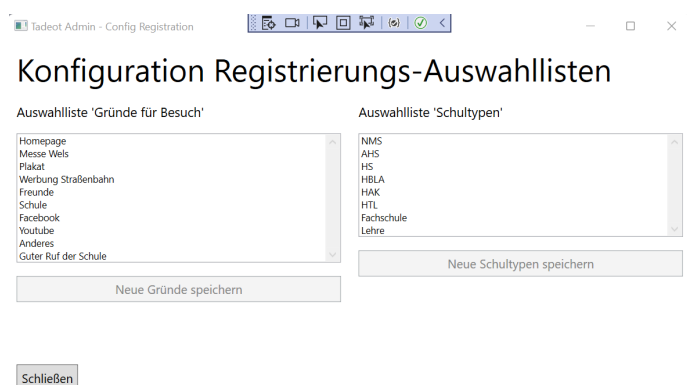 Tadeot Admin - Config Registration
Konfiguration Registrierungs-Auswahllisten
Auswahlliste 'Gründe für Besuch'
Homepage
Messe Wels
Plakat
Werbung Straßenbahn
Freunde
Schule
Facebook
Youtube
Anderes
Guter Ruf der Schule
Neue Gründe speichern
Auswahlliste 'Schultypen'
NMS
AHS
HS
HBLA
HAK
HTL
Fachschule
Lehre
Neue Schultypen speichern
Schließen